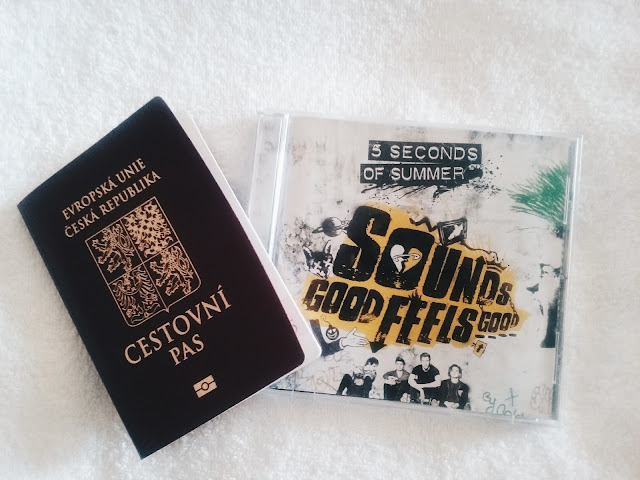 EVROPSKÁ UNIE
ČESKÁ REPUBLIKA
CESTOVNÍ
PAS
5 SECONDS
OF SUMMER
SOUNDS
GOOD FEELS GOOD